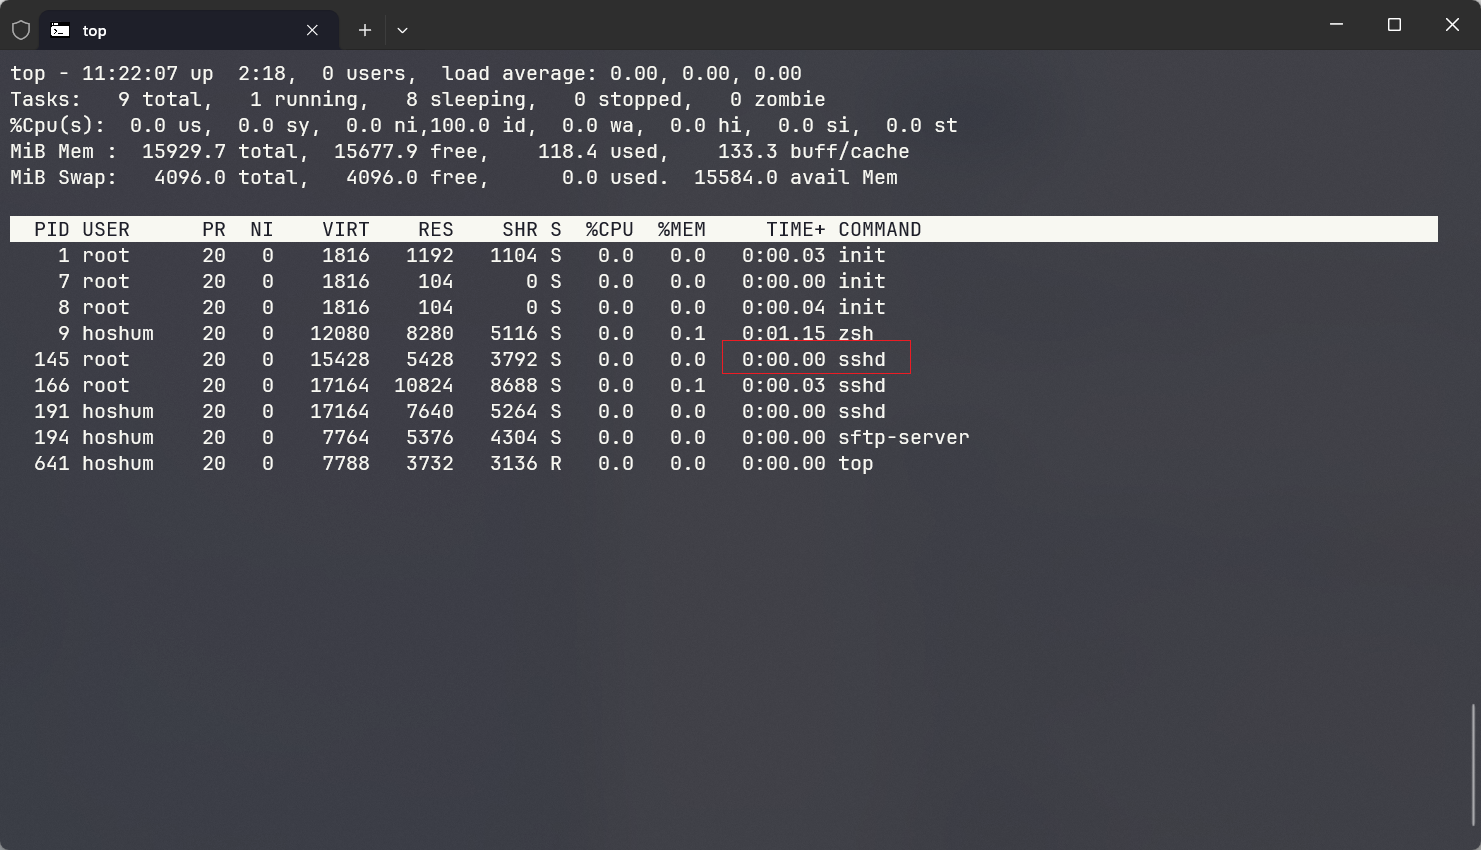 top
top - 11:22:07 up  2:18,  0 users,  load average: 0.00, 0.00, 0.00
Tasks:   9 total,   1 running,   8 sleeping,   0 stopped,   0 zombie
%Cpu(s):  0.0 us,  0.0 sy,  0.0 ni,100.0 id,  0.0 wa,  0.0 hi,  0.0 si,  0.0 st
MiB Mem :  15929.7 total,  15677.9 free,    118.4 used,    133.3 buff/cache
MiB Swap:   4096.0 total,   4096.0 free,      0.0 used.  15584.0 avail Mem
  PID USER      PR  NI    VIRT    RES    SHR S  %CPU  %MEM     TIME+ COMMAND
    1 root      20   0    1816   1192   1104 S   0.0   0.0   0:00.03 init
    7 root      20   0    1816    104      0 S   0.0   0.0   0:00.00 init
    8 root      20   0    1816    104      0 S   0.0   0.0   0:00.04 init
    9 hoshum    20   0   12080   8280   5116 S   0.0   0.1   0:01.15 zsh
  145 root      20   0   15428   5428   3792 S   0.0   0.0   0:00.00 sshd
  166 root      20   0   17164  10824   8688 S   0.0   0.1   0:00.03 sshd
  191 hoshum    20   0   17164   7640   5264 S   0.0   0.0   0:00.00 sshd
  194 hoshum    20   0    7764   5376   4304 S   0.0   0.0   0:00.00 sftp-server
  641 hoshum    20   0    7788   3732   3136 R   0.0   0.0   0:00.00 top